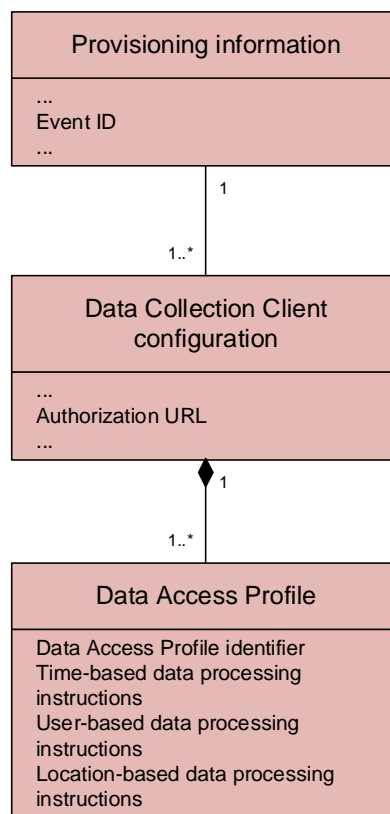 Provisioning information
...
Event ID
...
1
1..*
Data Collection Client
configuration
...
Authorization URL
...
1
1..*
Data Access Profile
Data Access Profile identifier
Time-based data processing
instructions
User-based data processing
instructions
Location-based data processing
instructions